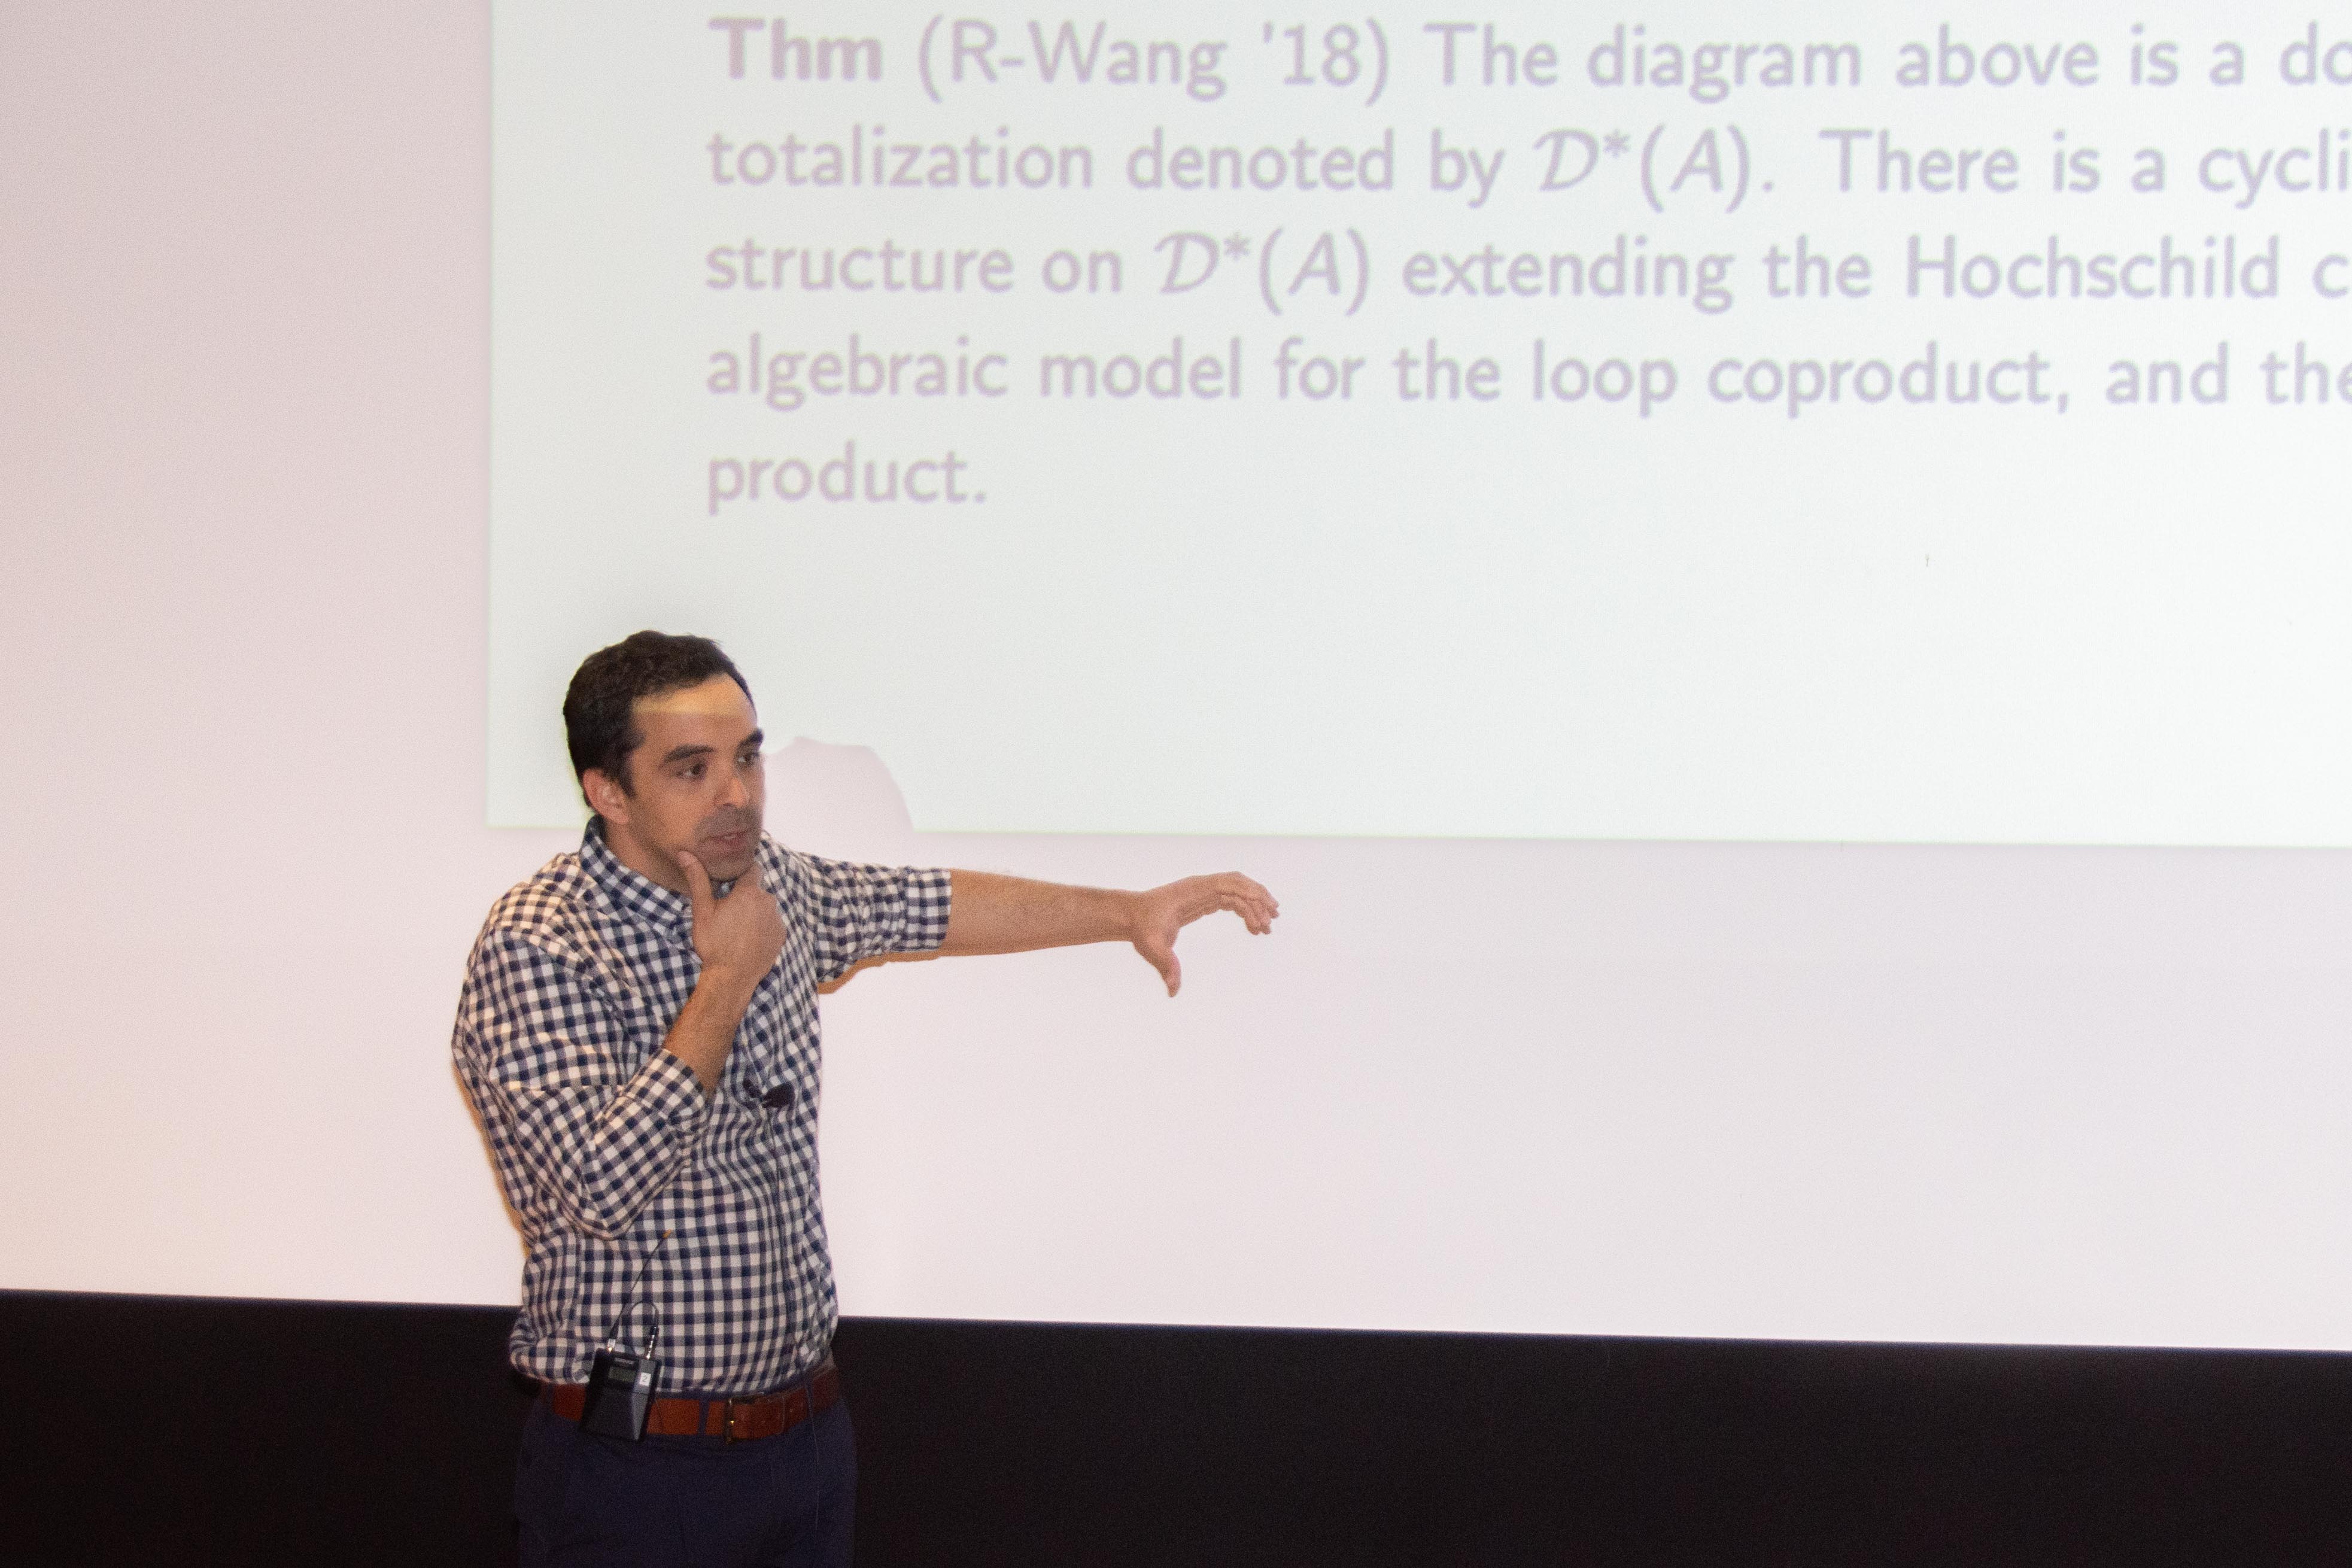 Thm (R-Wang '18) The diagram above is a do
totalization denoted by 𝒟*(A). There is a cycli
structure on 𝒟*(A) extending the Hochschild c
algebraic model for the loop coproduct, and the
product.